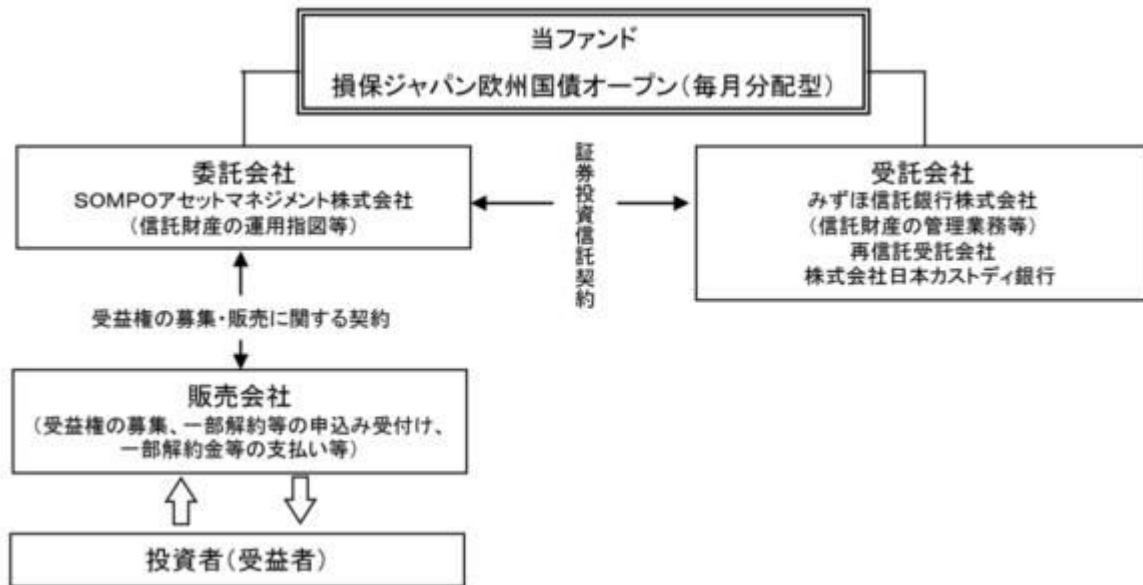 当ファンド
損保ジャパン欧州国債オープン(毎月分配型)
委託会社
SOMPOアセットマネジメント株式会社
(信託財産の運用指図等)
証券投資信託契約
受託会社
みずほ信託銀行株式会社
(信託財産の管理業務等)
再信託受託会社
株式会社日本カストディ銀行
受益権の募集・販売に関する契約
販売会社
(受益権の募集、一部解約等の申込み受付け、
一部解約金等の支払い等)
投資者(受益者)